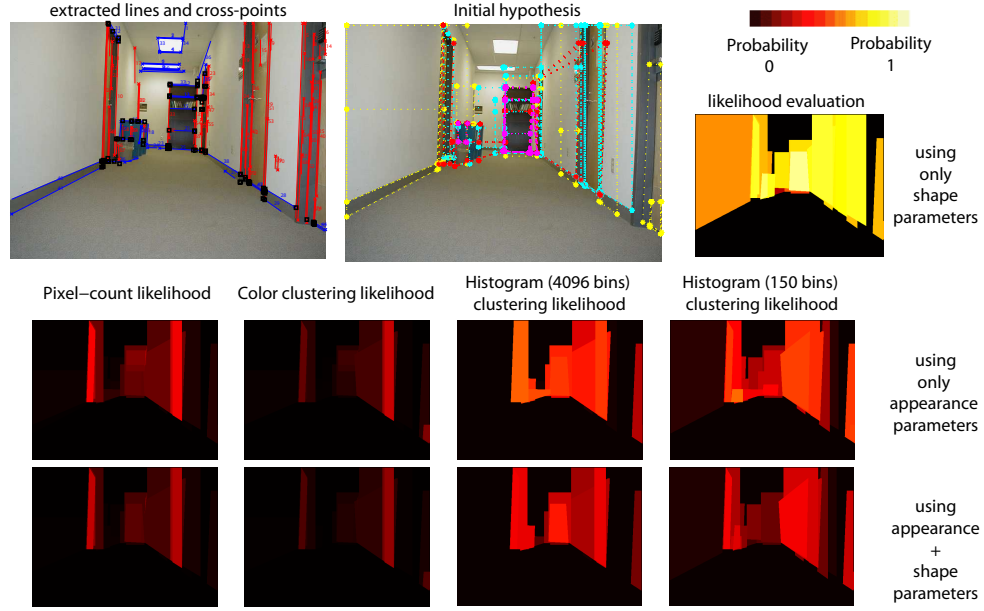 extracted lines and cross-points
Initial hypothesis
Probability
0
Probability
1
likelihood evaluation
using
only
shape
parameters
Pixel−count likelihood
Color clustering likelihood
Histogram (4096 bins)
clustering likelihood
Histogram (150 bins)
clustering likelihood
using
only
appearance
parameters
using
appearance
+
shape
parameters